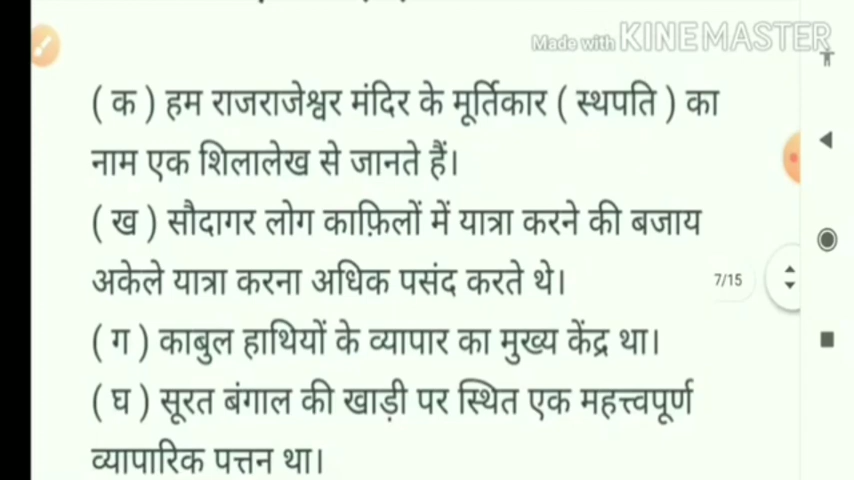 Made with KINEMASTER
( क ) हम राजराजेश्वर मंदिर के मूर्तिकार ( स्थपति ) का
नाम एक शिलालेख से जानते हैं।
( ख ) सौदागर लोग काफ़िलों में यात्रा करने की बजाय
अकेले यात्रा करना अधिक पसंद करते थे।
7/15
( ग ) काबुल हाथियों के व्यापार का मुख्य केंद्र था।
( घ ) सूरत बंगाल की खाड़ी पर स्थित एक महत्त्वपूर्ण
व्यापारिक पत्तन था।